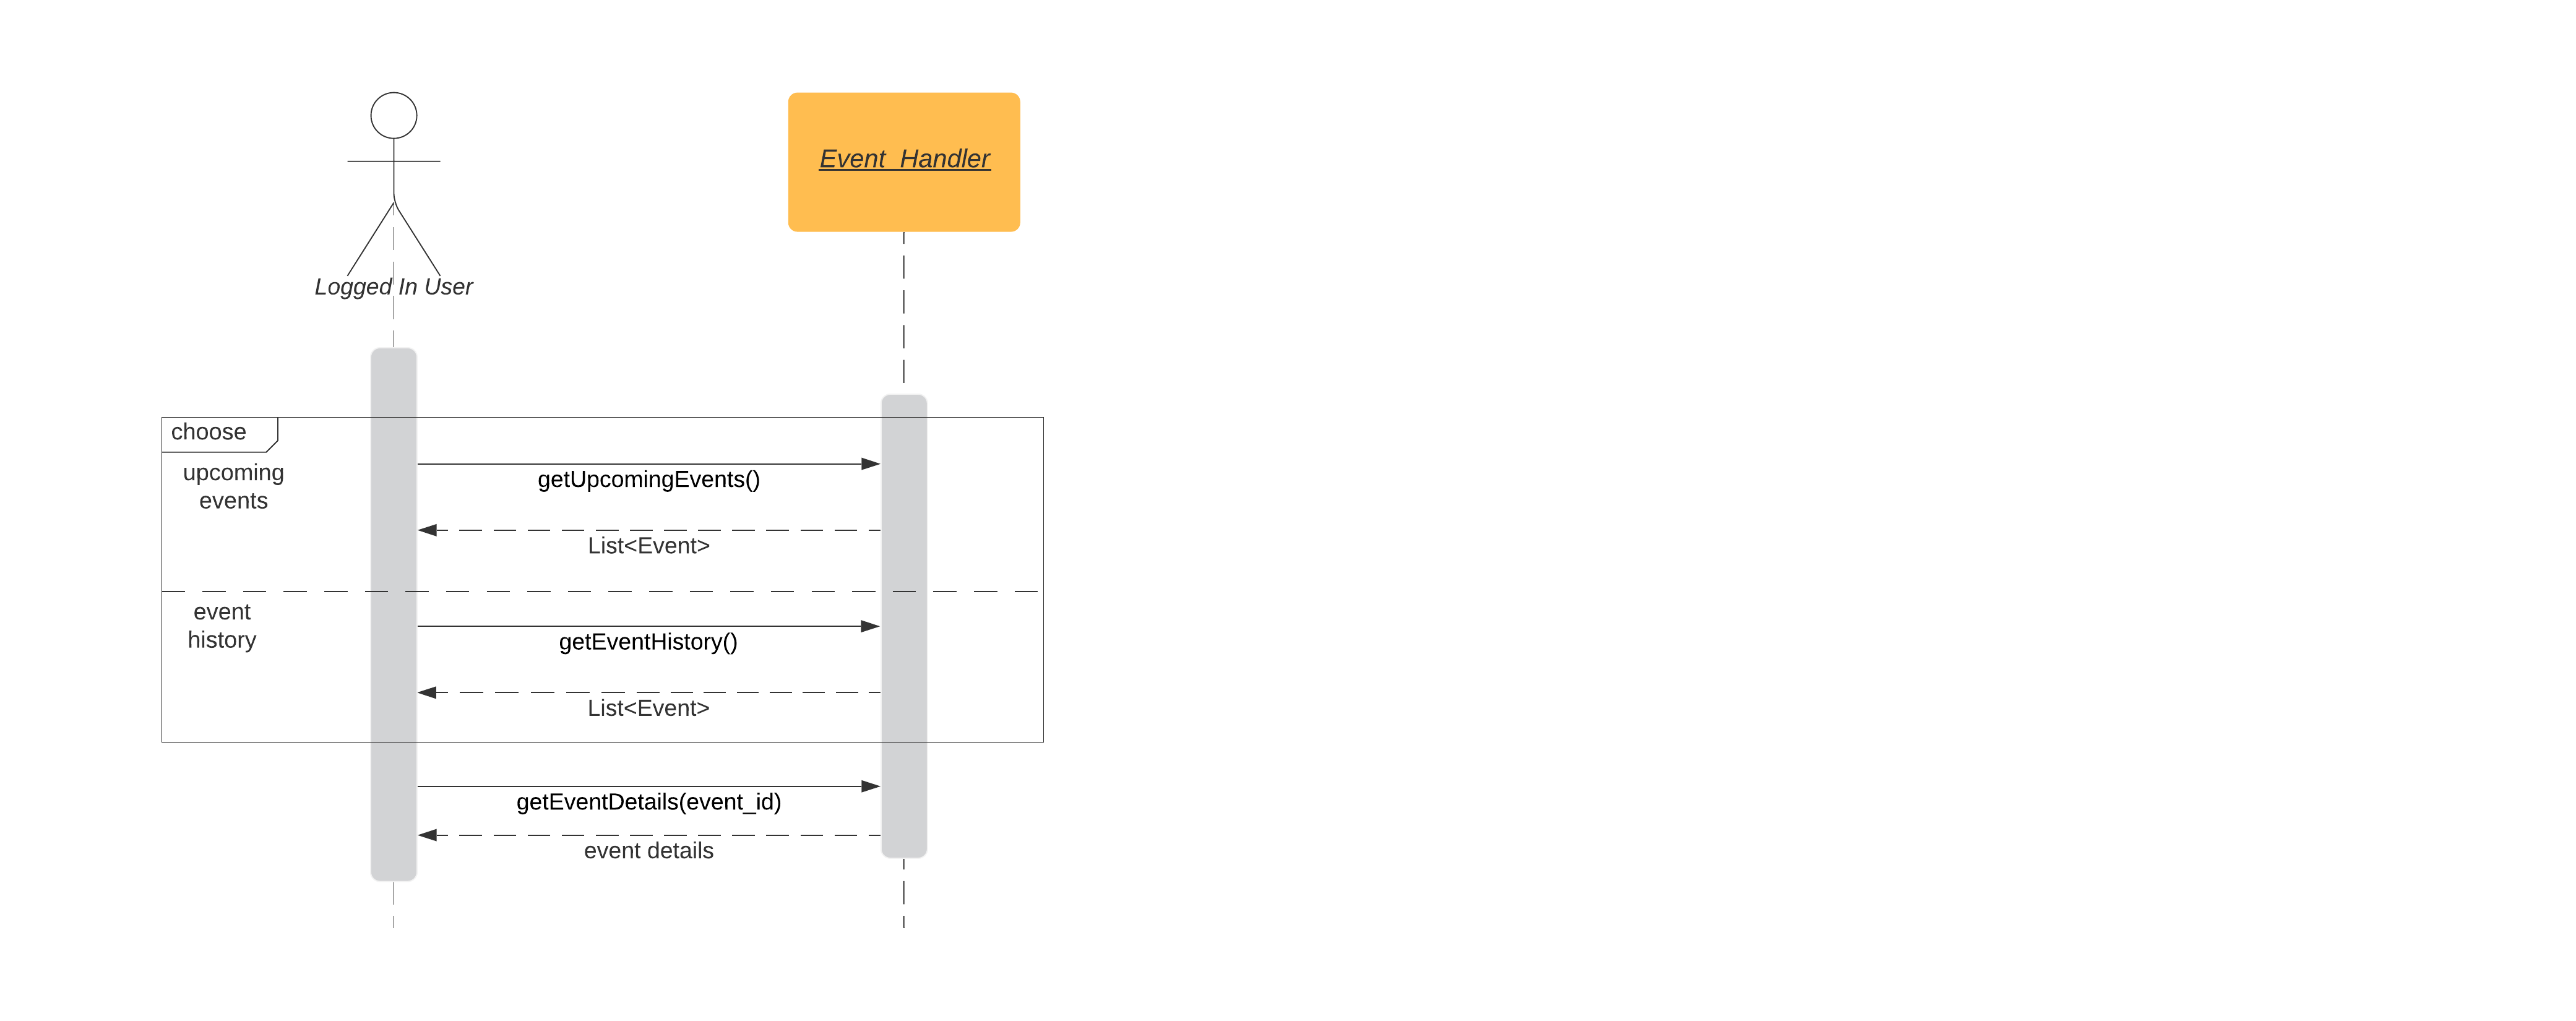 Event_Handler
Logged In User
choose
upcoming
events
getUpcomingEvents()
List<Event>
event
history
getEventHistory()
List<Event>
getEventDetails(event_id)
event details